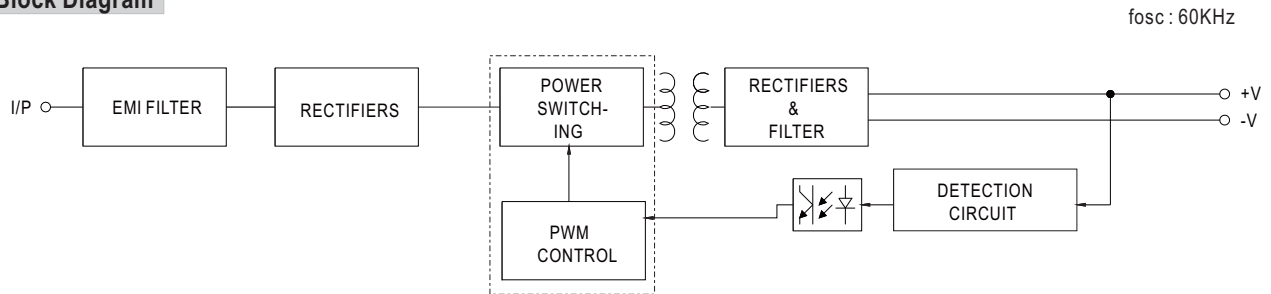 Block Diagram
fosc : 60KHz
I/P
EMI FILTER
RECTIFIERS
POWER
SWITCH-
ING
RECTIFIERS
&
FILTER
+V
-V
DETECTION
CIRCUIT
PWM
CONTROL